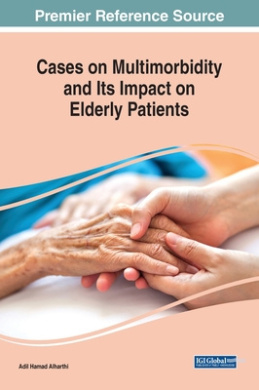 Premier Reference Source
Cases on Multimorbidity
and Its Impact on
Elderly Patients
Adil Hamad Alharthi
IGI Global